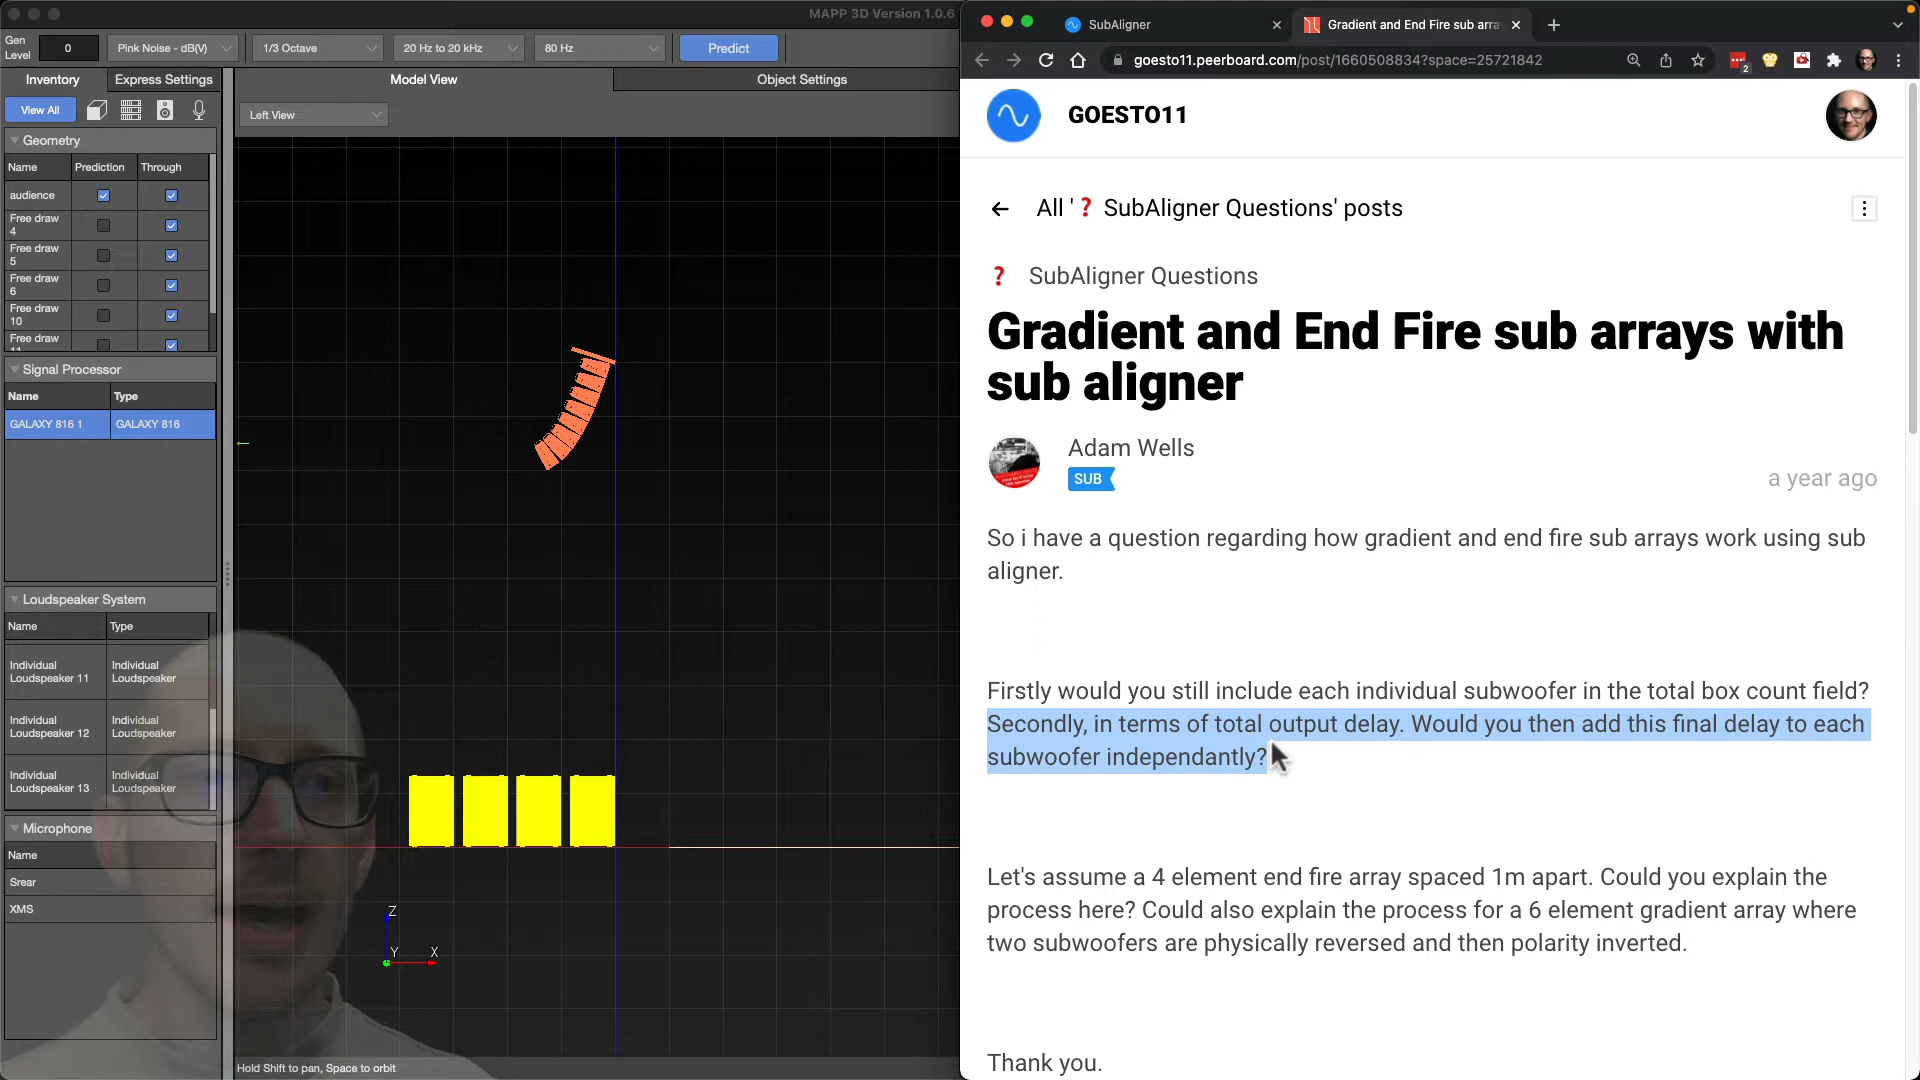 MAPP 3D Version 1.0.6
Gen Level
0
Pink Noise - dB(V)
1/3 Octave
20 Hz to 20 kHz
80 Hz
Predict
Inventory
Express Settings
Model View
Object Settings
View All
Left View
Geometry
Name Prediction Through
audience
Free draw 4
Free draw 5
Free draw 6
Free draw 10
Signal Processor
Name Type
GALAXY 816 1 GALAXY 816
Loudspeaker System
Name Type
Individual Loudspeaker 11 Individual Loudspeaker
Individual Loudspeaker 12 Individual Loudspeaker
Individual Loudspeaker 13 Individual Loudspeaker
Microphone
Name
Srear
XMS
Z
Y X
Hold Shift to pan, Space to orbit
SubAligner
Gradient and End Fire sub arra
goesto11.peerboard.com/post/1660508834?space=25721842
2
GOESTO11
All '❓ SubAligner Questions' posts
❓ SubAligner Questions
Gradient and End Fire sub arrays with
sub aligner
Adam Wells
SUB
a year ago
So i have a question regarding how gradient and end fire sub arrays work using sub
aligner.
Firstly would you still include each individual subwoofer in the total box count field?
Secondly, in terms of total output delay. Would you then add this final delay to each
subwoofer independantly?
Let's assume a 4 element end fire array spaced 1m apart. Could you explain the
process here? Could also explain the process for a 6 element gradient array where
two subwoofers are physically reversed and then polarity inverted.
Thank you.